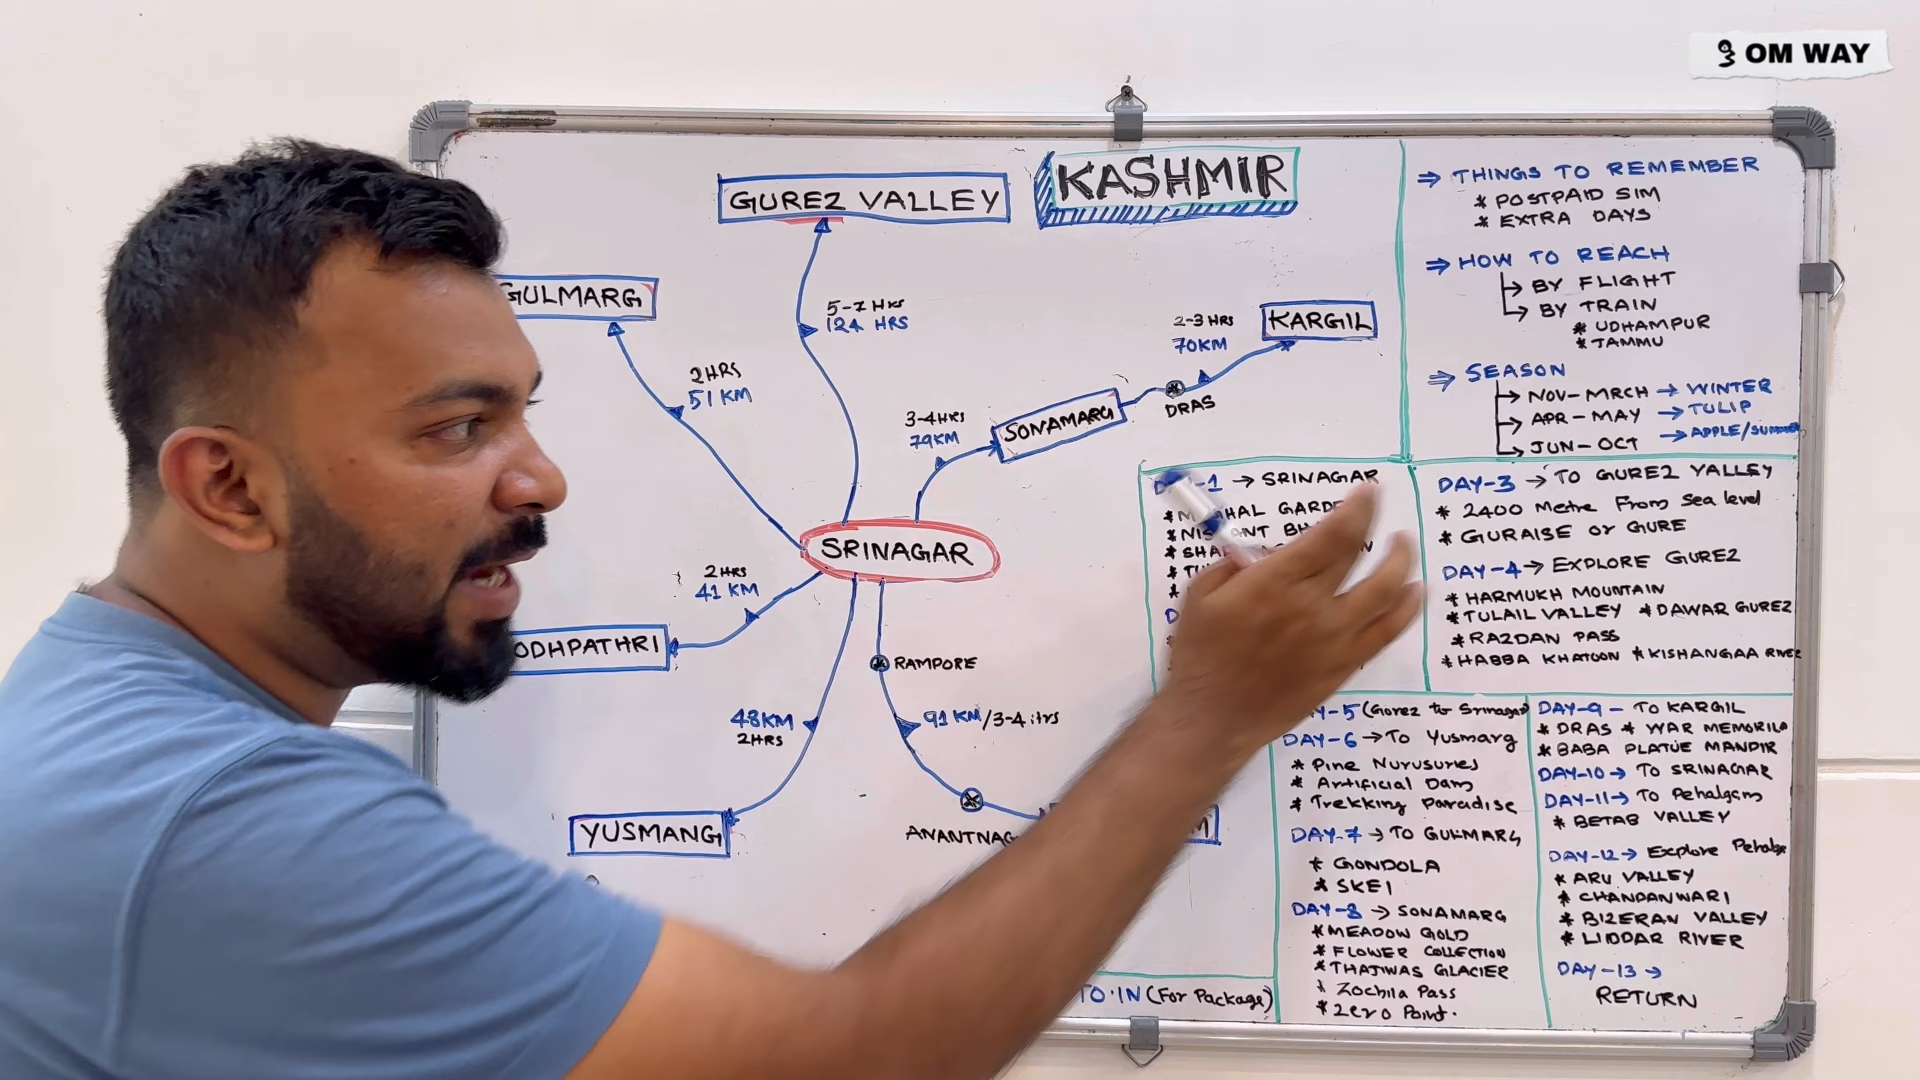 OM WAY
KASHMIR
GUREZ VALLEY
GULMARG
5-7 HRS
124 HRS
2HRS
51 KM
2-3 HRS
70KM
KARGIL
DRAS
3-4HRS
79KM
SONAMARG
SRINAGAR
2HRS
41 KM
ODHPATHRI
RAMPORE
48KM
2HRS
91 KM/3-4 Hrs
YUSMANG
ANANTNAG
⇒ THINGS TO REMEMBER
* POSTPAID SIM
* EXTRA DAYS
⇒ HOW TO REACH
→ BY FLIGHT
→ BY TRAIN
* UDHAMPUR
* JAMMU
⇒ SEASON
→ NOV-MRCH → WINTER
→ APR-MAY → TULIP
→ JUN-OCT → APPLE/SUMMER
-1 → SRINAGAR
DAY-3 → TO GUREZ VALLEY
* 2400 Metre From Sea level
* GURAISE or GURE
DAY-4 → EXPLORE GUREZ
* HARMUKH MOUNTAIN
* TULAIL VALLEY * DAWAR GUREZ
* RAZDAN PASS
* HABBA KHATOON * KISHANGAA RIVER
-5 (Gorez to Srinagar)
DAY-6 → To Yusmarg
* Pine Nurusuries
* Artificial Dam
* Trekking Paradise
DAY-7 → TO GULMARG
* GONDOLA
* SKEI
DAY-8 → SONAMARG
* MEADOW GOLD
* FLOWER COLLECTION
* THAJIWAS GLACIER
* Zochila Pass
* Zero Point.
DAY-9 - TO KARGIL
* DRAS * WAR MEMORILA
* BABA PLATUE MANDIR
DAY-10 → TO SRINAGAR
DAY-11 → To Pehalgam
* BETAB VALLEY
DAY-12 → Explore Pehalga
* ARU VALLEY
* CHANDANWARI
* BIZERAN VALLEY
* LIDDAR RIVER
DAY-13 →
RETURN
TO.IN (For Package)